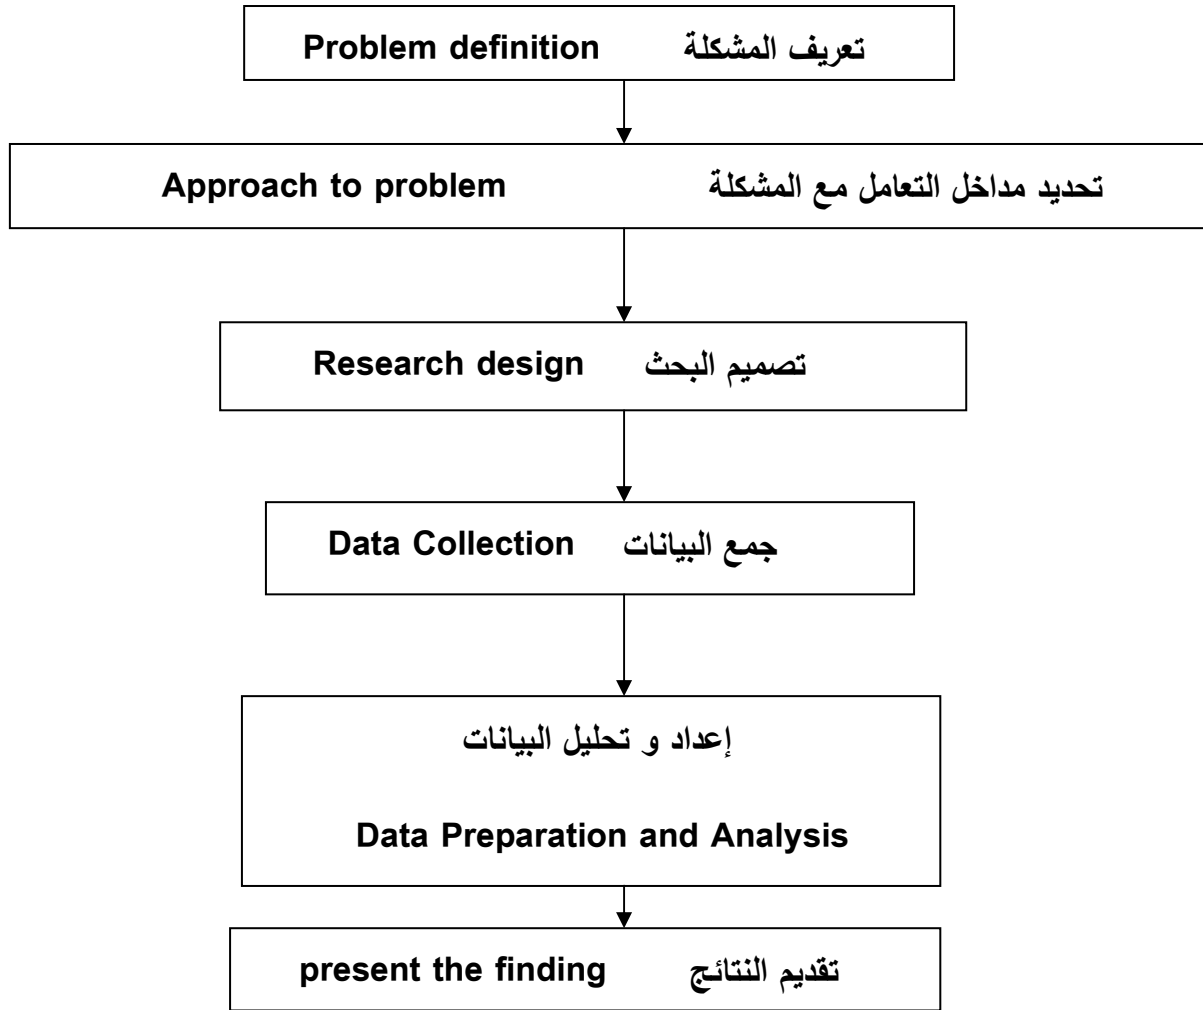 Problem definition تعريف المشكلة
Approach to problem تحديد مداخل التعامل مع المشكلة
Research design تصميم البحث
Data Collection جمع البيانات
إعداد و تحليل البيانات
Data Preparation and Analysis
present the finding تقديم النتائج